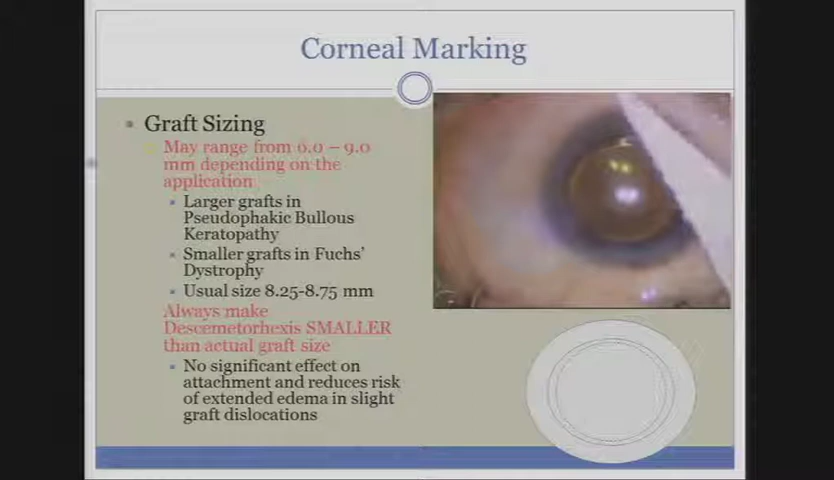 Corneal Marking
Graft Sizing
May range from 6.0 – 9.0
mm depending on the
application
Larger grafts in
Pseudophakic Bullous
Keratopathy
Smaller grafts in Fuchs'
Dystrophy
Usual size 8.25-8.75 mm
Always make
Descemetorhexis SMALLER
than actual graft size
No significant effect on
attachment and reduces risk
of extended edema in slight
graft dislocations